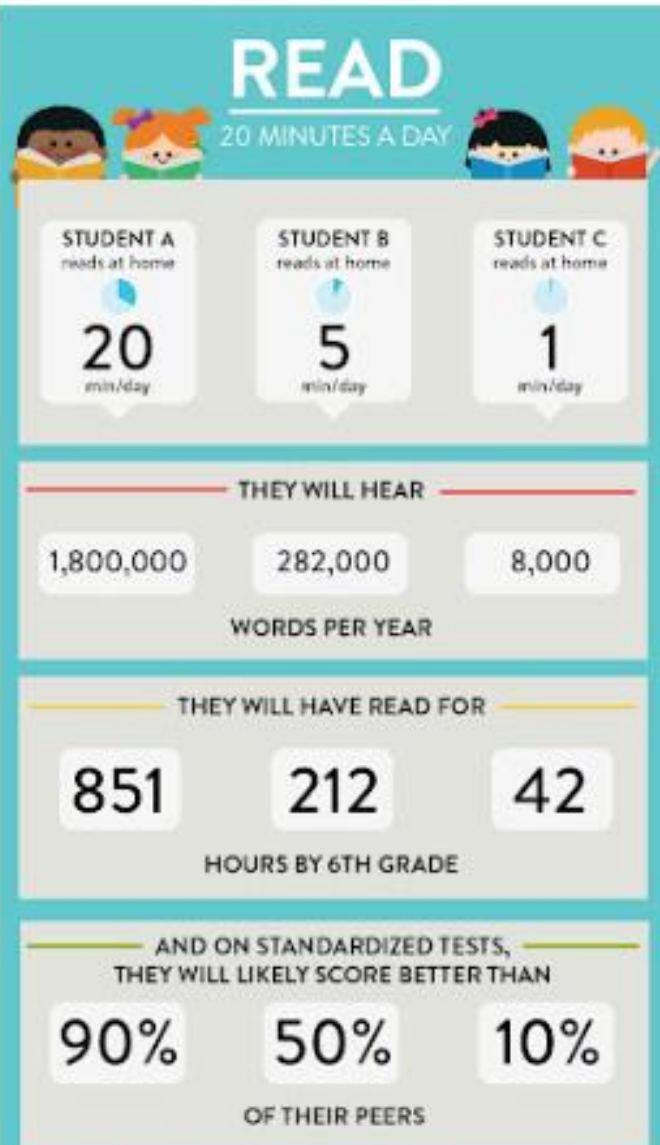 READ
20 MINUTES A DAY
STUDENT A STUDENT B STUDENT C
reads at home reads at home reads at home
20 5 1
min/day min/day min/day
THEY WILL HEAR
1,800,000 282,000 8,000
WORDS PER YEAR
THEY WILL HAVE READ FOR
851 212 42
HOURS BY 6TH GRADE
AND ON STANDARDIZED TESTS,
THEY WILL LIKELY SCORE BETTER THAN
90% 50% 10%
OF THEIR PEERS